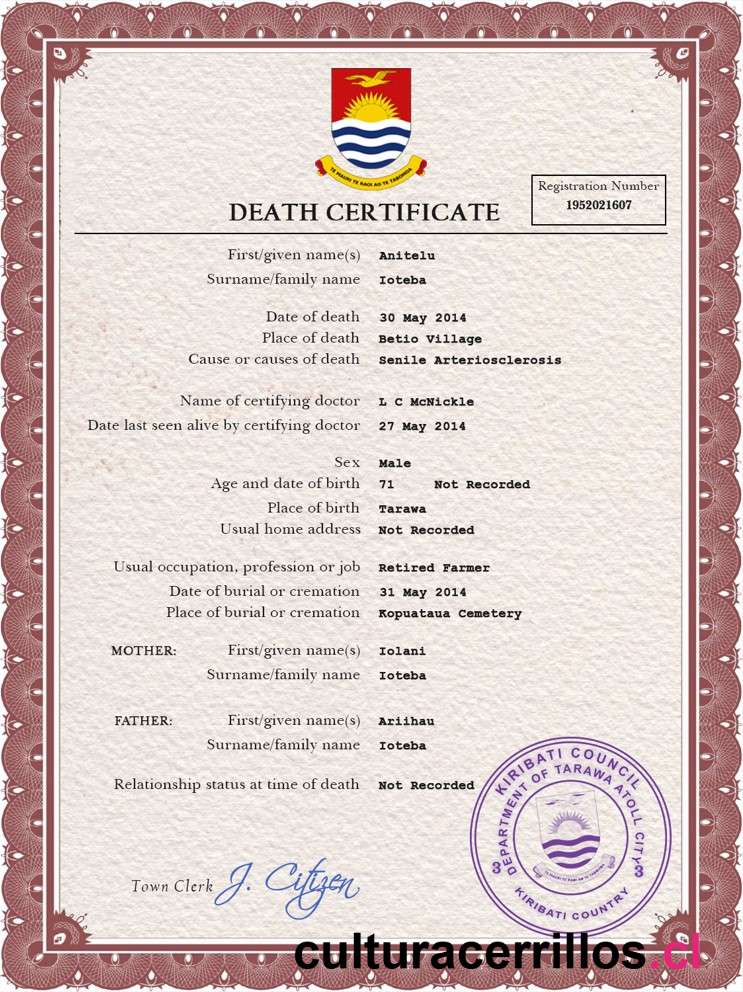 TE MAURI TE RAOI AO TE TABOMOA
Registration Number
1952021607
DEATH CERTIFICATE
First/given name(s) Anitelu
Surname/family name Ioteba
Date of death 30 May 2014
Place of death Betio Village
Cause or causes of death Senile Arteriosclerosis
Name of certifying doctor L C McNickle
Date last seen alive by certifying doctor 27 May 2014
Sex Male
Age and date of birth 71 Not Recorded
Place of birth Tarawa
Usual home address Not Recorded
Usual occupation, profession or job Retired Farmer
Date of burial or cremation 31 May 2014
Place of burial or cremation Kopuataua Cemetery
MOTHER: First/given name(s) Iolani
Surname/family name Ioteba
FATHER: First/given name(s) Ariihau
Surname/family name Ioteba
Relationship status at time of death Not Recorded
KIRIBATI COUNCIL
DEPARTMENT OF TARAWA ATOLL CITY
3 3
KIRIBATI COUNTRY
Town Clerk J. Citizen
culturacerrillos.cl